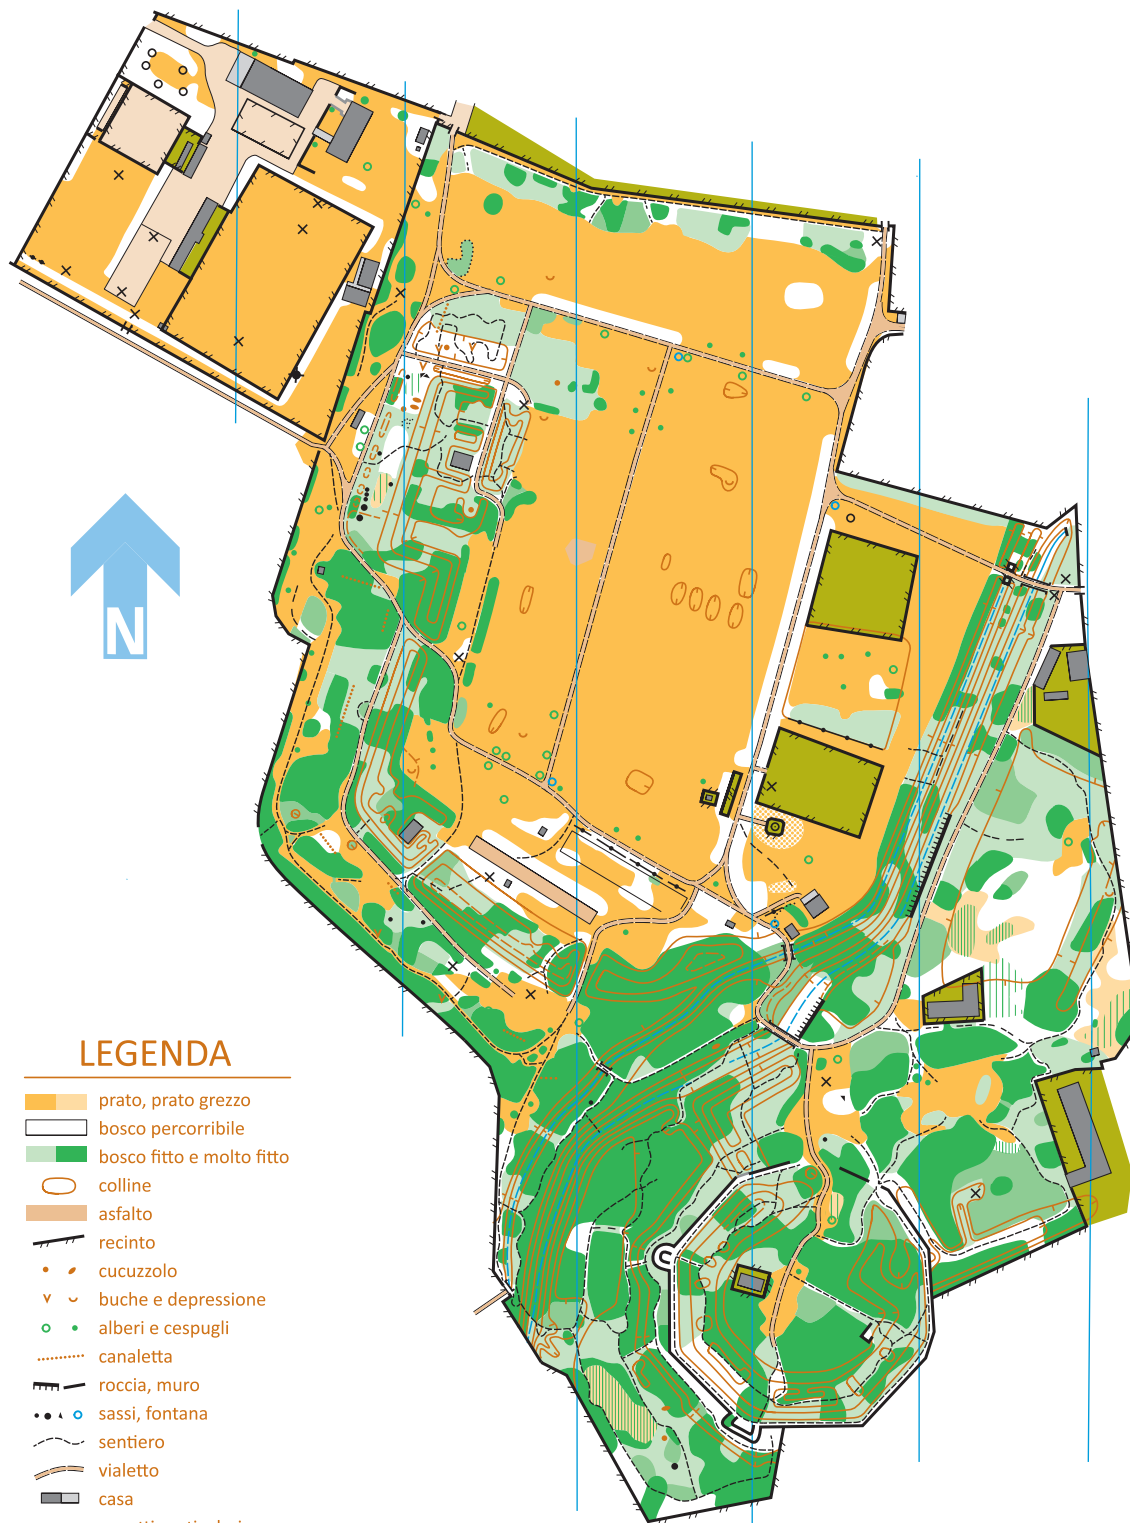 N
LEGENDA
prato, prato grezzo
bosco percorribile
bosco fitto e molto fitto
colline
asfalto
recinto
cucuzzolo
buche e depressione
alberi e cespugli
canaletta
roccia, muro
sassi, fontana
sentiero
vialetto
casa